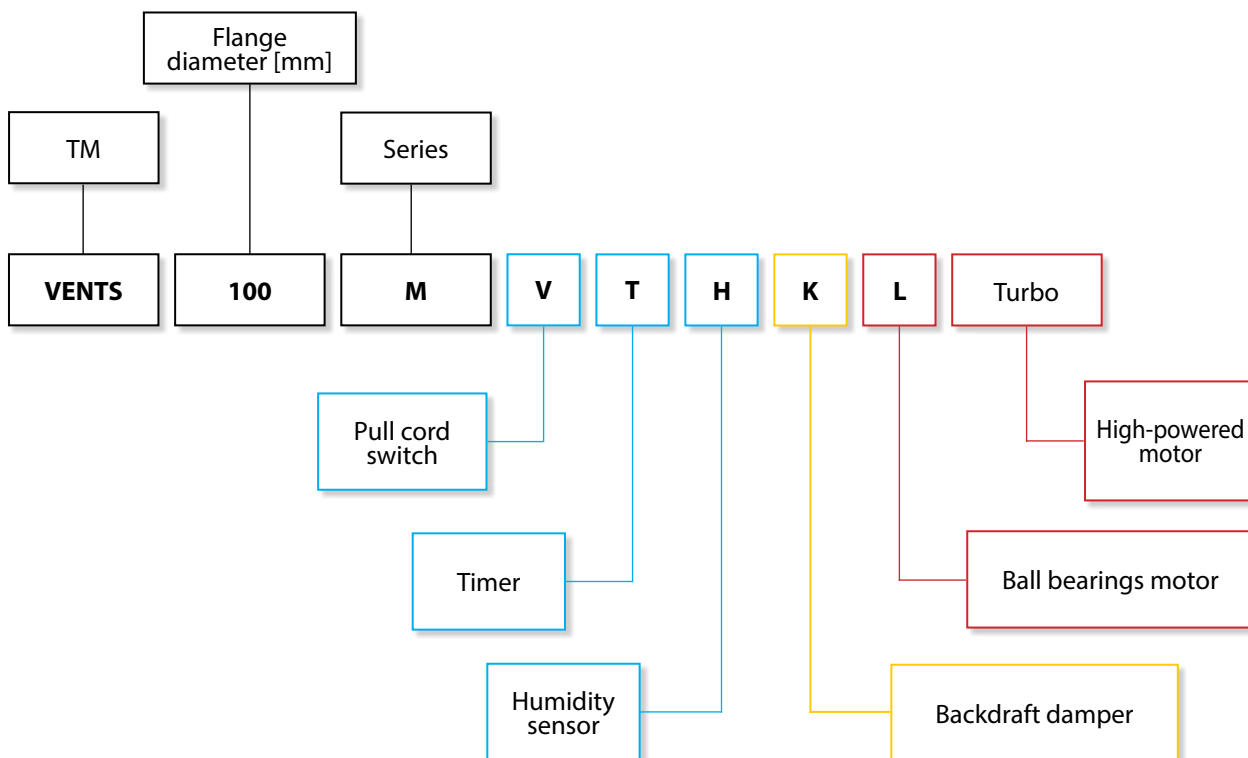 Flange
diameter [mm]
TM
Series
VENTS
100
M
V
T
H
K
L
Turbo
Pull cord
switch
High-powered
motor
Timer
Ball bearings motor
Humidity
sensor
Backdraft damper